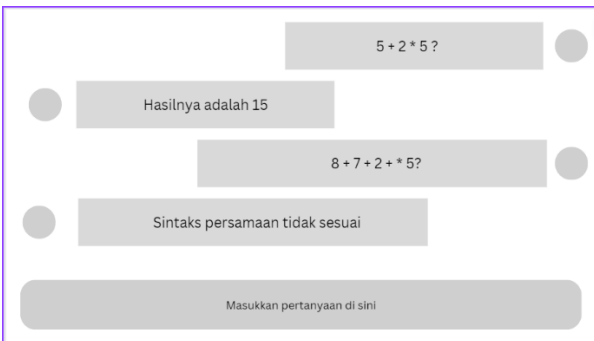 5 + 2 * 5 ?
Hasilnya adalah 15
8 + 7 + 2 + * 5?
Sintaks persamaan tidak sesuai
Masukkan pertanyaan di sini